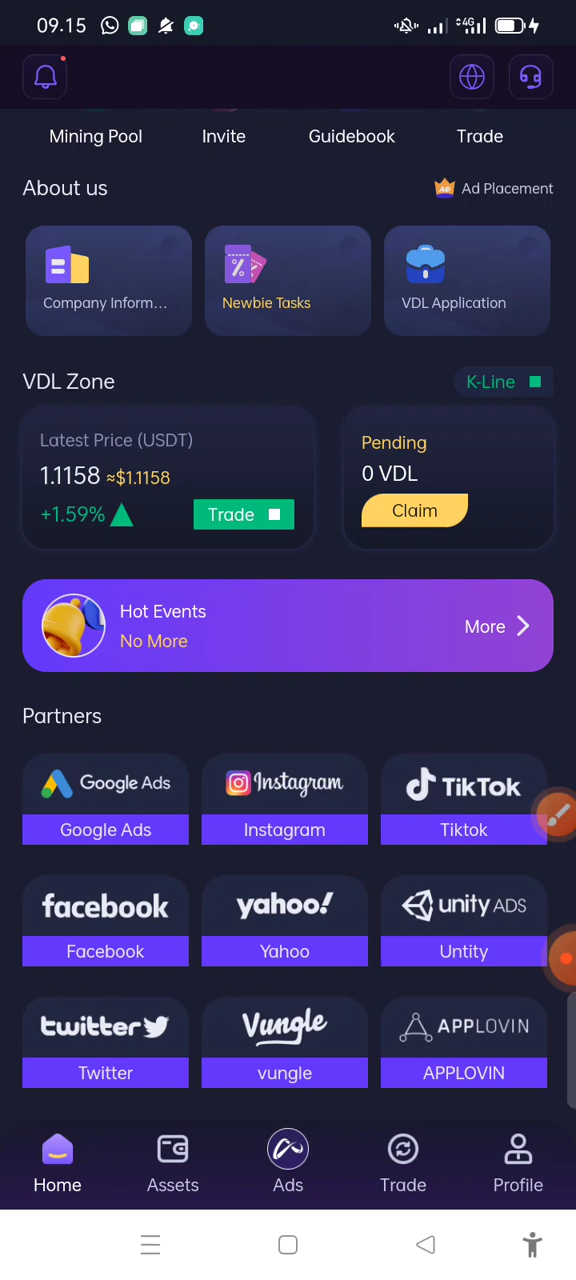 09.15
4G
Mining Pool Invite Guidebook Trade
About us
AD Ad Placement
Company Inform...
Newbie Tasks
VDL Application
VDL Zone
K-Line
Latest Price (USDT)
1.1158 ≈$1.1158
+1.59%
Trade
Pending
0 VDL
Claim
Hot Events
No More
More
Partners
Google Ads
Google Ads
Instagram
Instagram
TikTok
Tiktok
facebook
Facebook
yahoo!
Yahoo
unity ADS
Untity
twitter
Twitter
Vungle
vungle
APPLOVIN
APPLOVIN
Home Assets Ads Trade Profile